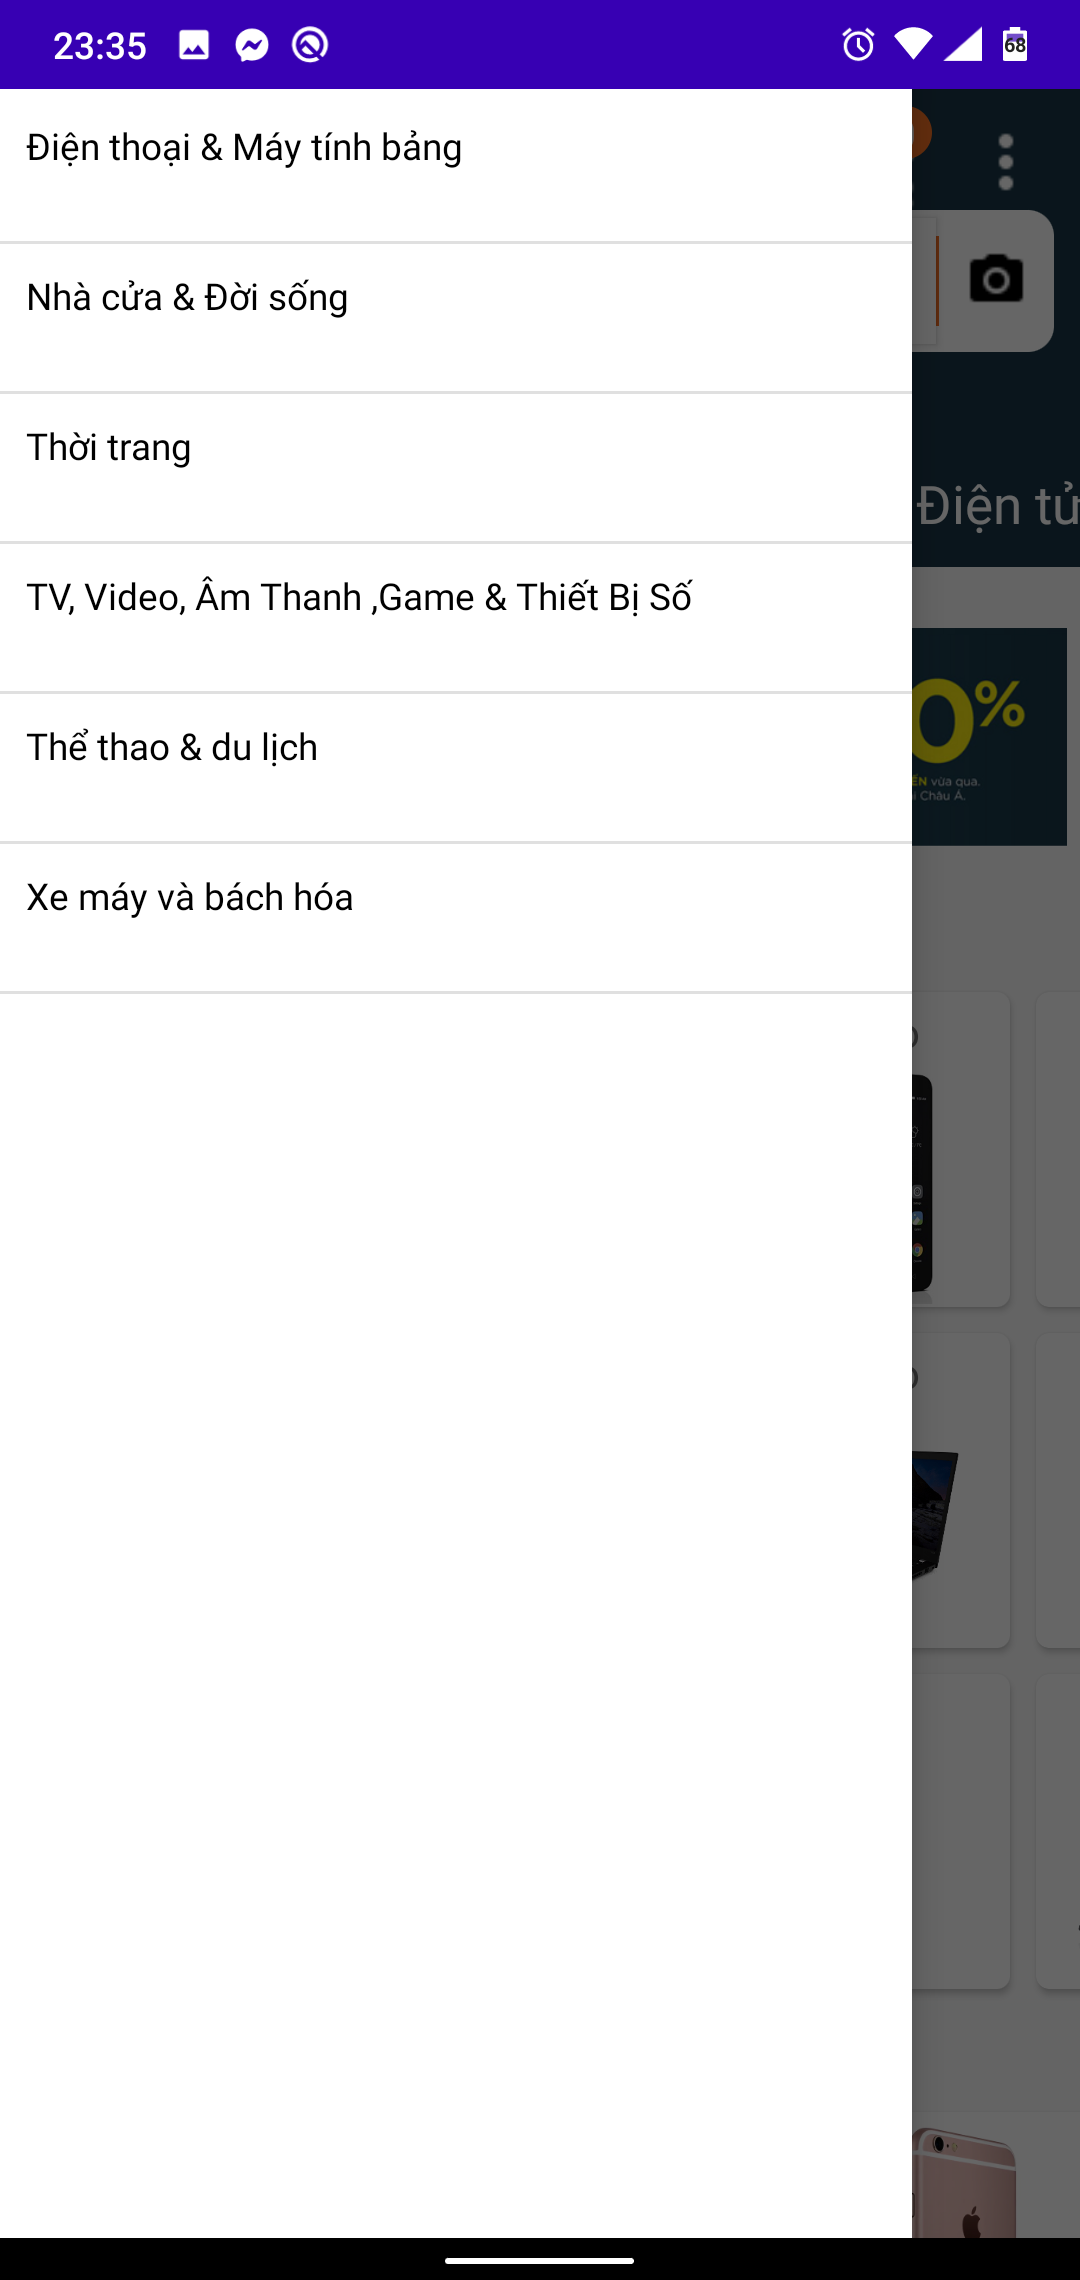 23:35
68
Điện thoại & Máy tính bảng
Nhà cửa & Đời sống
Thời trang
Điện tử
TV, Video, Âm Thanh ,Game & Thiết Bị Số
0%
Thể thao & du lịch
vừa qua.
Châu Á.
Xe máy và bách hóa